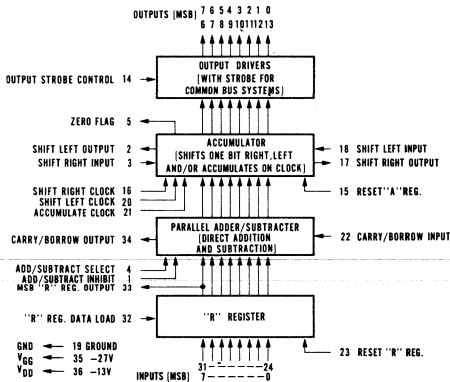 OUTPUTS (MSB) 7 6 5 4 3 2 1 0
6 7 8 9 10 11 12 13
OUTPUT STROBE CONTROL 14
OUTPUT DRIVERS
(WITH STROBE FOR
COMMON BUS SYSTEMS)
ZERO FLAG 5
SHIFT LEFT OUTPUT 2
SHIFT RIGHT INPUT 3
ACCUMULATOR
(SHIFTS ONE BIT RIGHT, LEFT
AND/OR ACCUMULATES ON CLOCK)
18 SHIFT LEFT INPUT
17 SHIFT RIGHT OUTPUT
SHIFT RIGHT CLOCK 16
SHIFT LEFT CLOCK 20
ACCUMULATE CLOCK 21
15 RESET "A" REG.
CARRY/BORROW OUTPUT 34
PARALLEL ADDER/SUBTRACTER
(DIRECT ADDITION
AND SUBTRACTION)
22 CARRY/BORROW INPUT
ADD/SUBTRACT SELECT 4
ADD/SUBTRACT INHIBIT 1
MSB "R" REG. OUTPUT 33
"R" REG. DATA LOAD 32
"R" REGISTER
23 RESET "R" REG.
GND 19 GROUND
VGG 35 -27V
VDD 36 -13V
31 24
INPUTS (MSB) 7 0